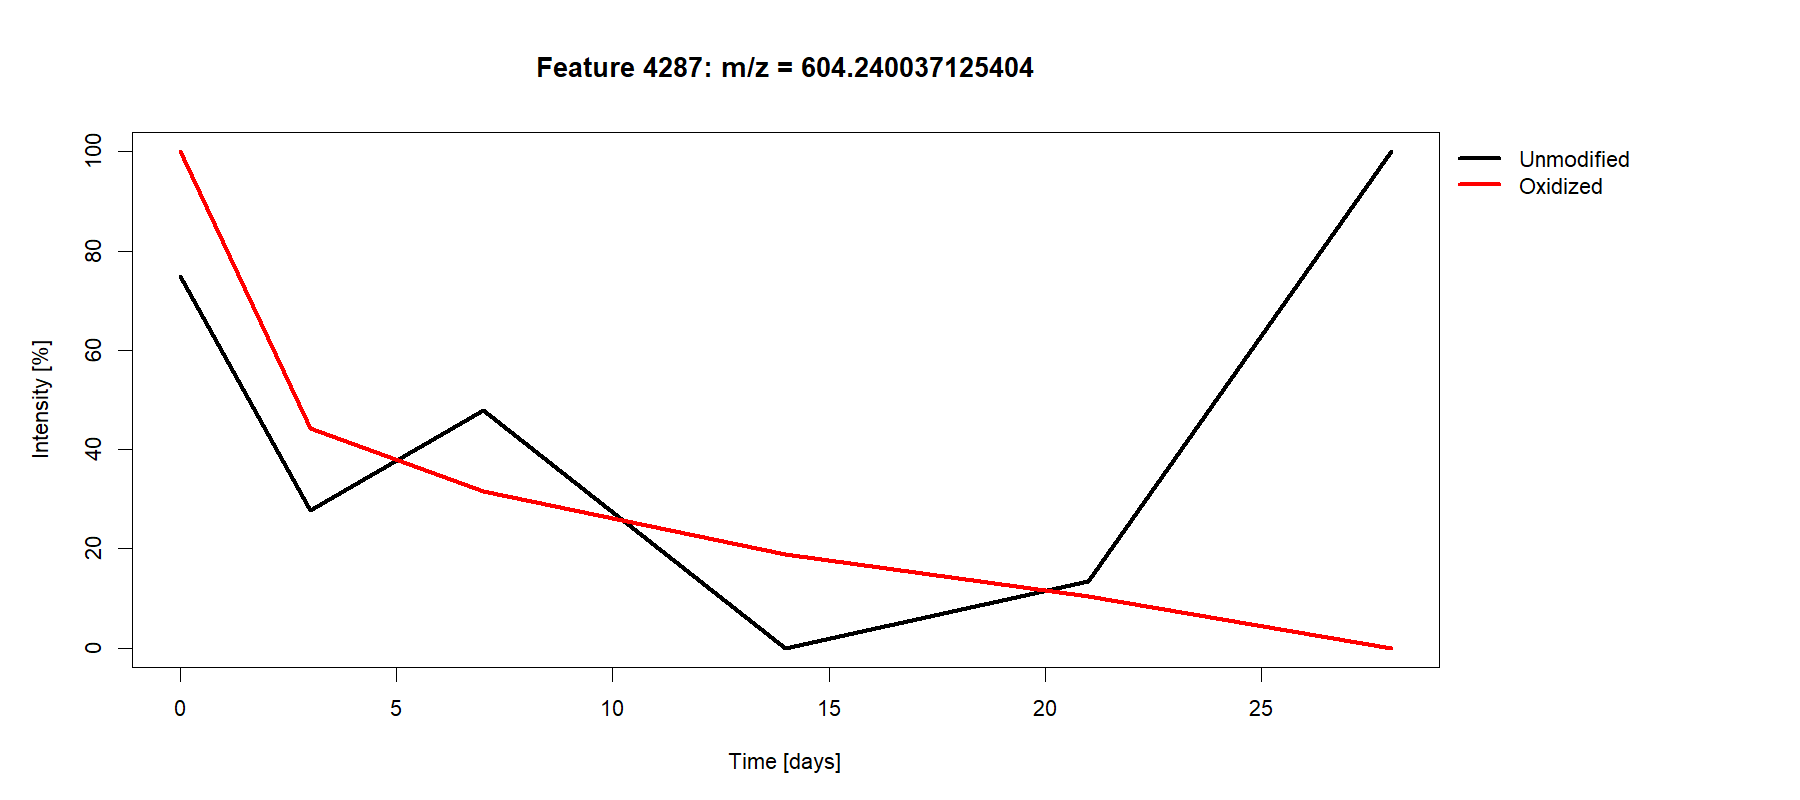 Feature 4287: m/z = 604.240037125404
Unmodified
Oxidized
Intensity [%]
100
80
60
40
20
0
0 5 10 15 20 25
Time [days]